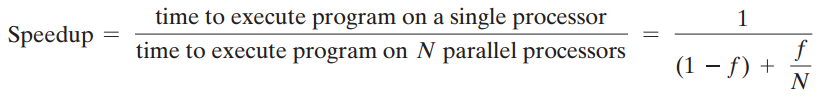 Speedup = time to execute program on a single processor / time to execute program on N parallel processors = 1 / ((1 − f) + f/N)